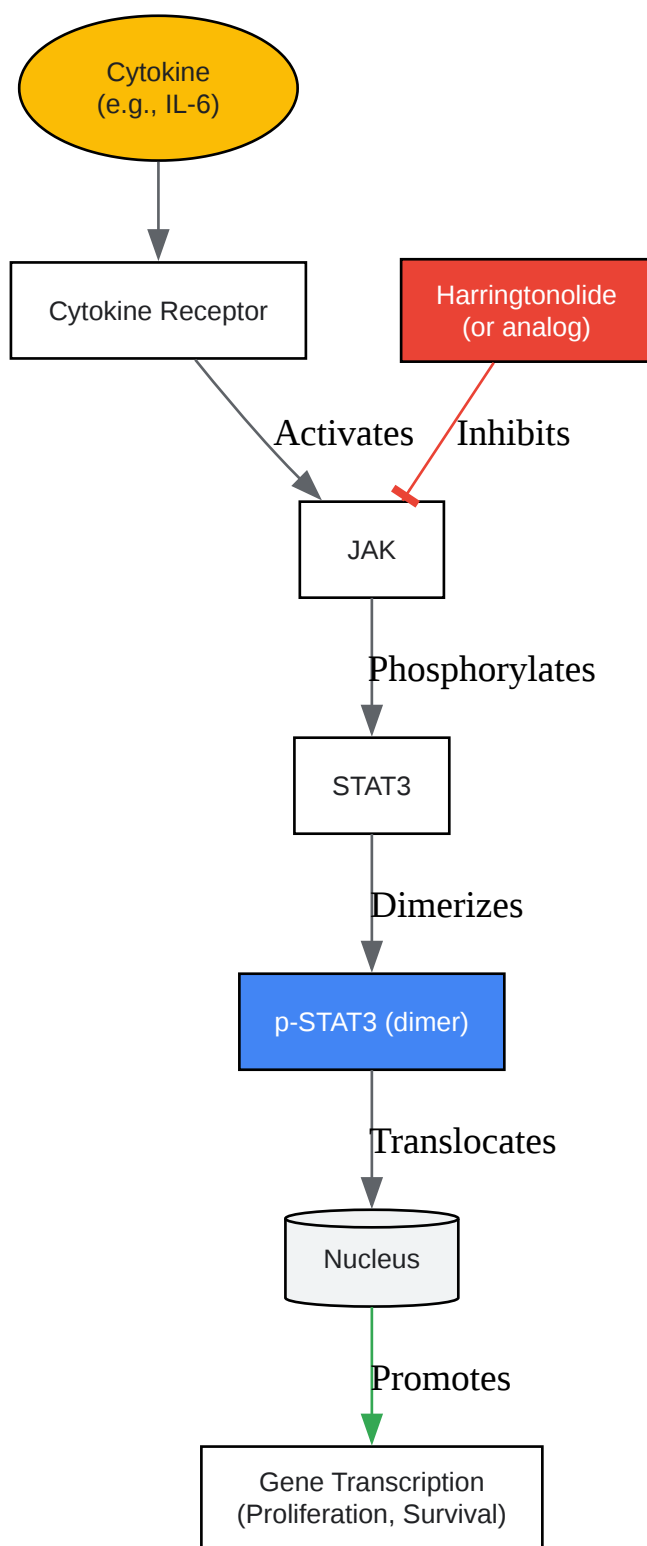 Cytokine
(e.g., IL-6)
Cytokine Receptor
Harringtonolide
(or analog)
Activates
Inhibits
JAK
Phosphorylates
STAT3
Dimerizes
p-STAT3 (dimer)
Translocates
Nucleus
Promotes
Gene Transcription
(Proliferation, Survival)